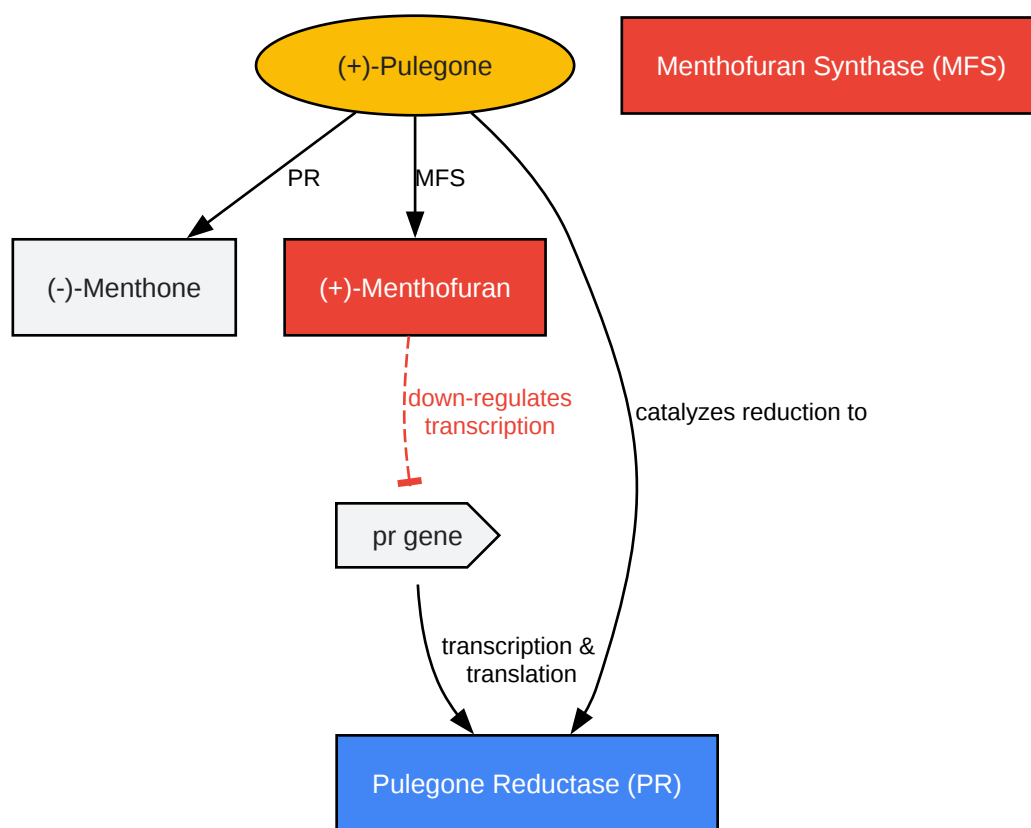 (+)-Pulegone
Menthofuran Synthase (MFS)
PR
MFS
(-)-Menthone
(+)-Menthofuran
down-regulates
transcription
catalyzes reduction to
pr gene
transcription &
translation
Pulegone Reductase (PR)